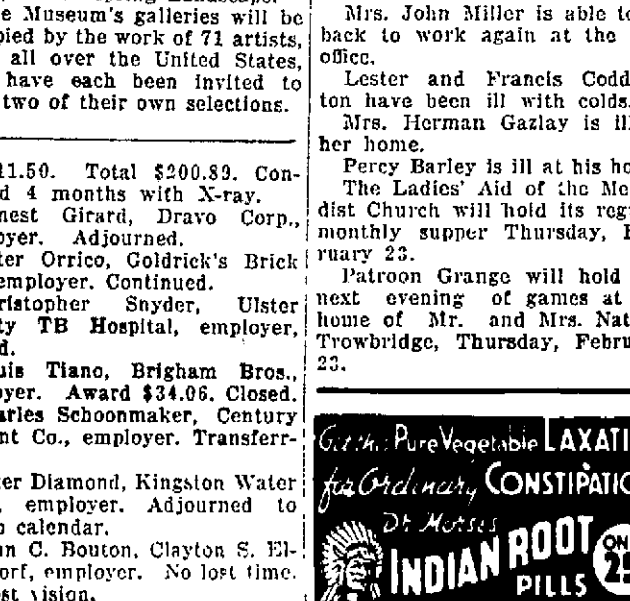 e Museum's galleries will be
pied by the work of 71 artists,
all over the United States,
have each been invited to
two of their own selections.
11.50. Total $200.89. Con-
d 4 months with X-ray.
nest Girard, Dravo Corp.,
oyer. Adjourned.
ter Orrico, Goldrick's Brick
employer. Continued.
ristopher Snyder, Ulster
ty TB Hospital, employer,
d.
uis Tiano, Brigham Bros.,
oyer. Award $34.06. Closed.
arles Schoonmaker, Century
nt Co., employer. Transferr-
er Diamond, Kingston Water
, employer. Adjourned to
o calendar.
nn C. Bouton, Clayton S. El-
orf, employer. No lost time.
st vision.
Mrs. John Miller is able to
back to work again at the
office.
Lester and Francis Codd
ton have been ill with colds.
Mrs. Herman Gazlay is ill
her home.
Percy Barley is ill at his ho
The Ladies' Aid of the Me
dist Church will hold its reg
monthly supper Thursday, F
ruary 23.
Patroon Grange will hold
next evening of games at
home of Mr. and Mrs. Nat
Trowbridge, Thursday, Febru
23.
Pure Vegetable LAXATI
for Ordinary CONSTIPATIO
Dr Morses
INDIAN ROOT
PILLS
ON
2